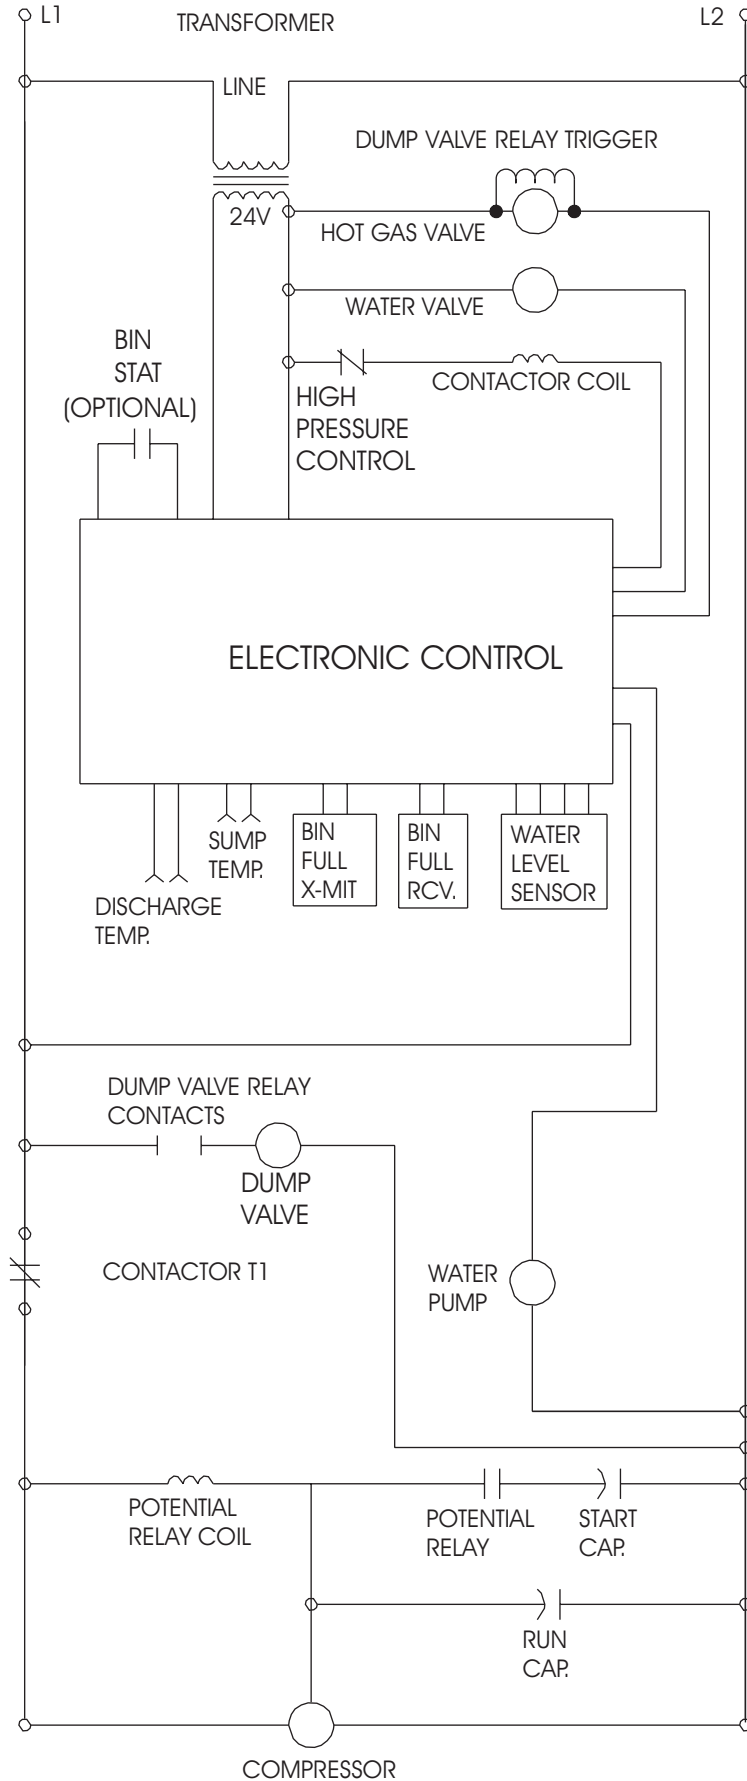 L1
TRANSFORMER
L2
LINE
DUMP VALVE RELAY TRIGGER
24V
HOT GAS VALVE
WATER VALVE
BIN
STAT
(OPTIONAL)
CONTACTOR COIL
HIGH
PRESSURE
CONTROL
ELECTRONIC CONTROL
SUMP
TEMP.
BIN
FULL
X-MIT
BIN
FULL
RCV.
WATER
LEVEL
SENSOR
DISCHARGE
TEMP.
DUMP VALVE RELAY
CONTACTS
DUMP
VALVE
CONTACTOR T1
WATER
PUMP
POTENTIAL
RELAY COIL
POTENTIAL
RELAY
START
CAP.
RUN
CAP.
COMPRESSOR